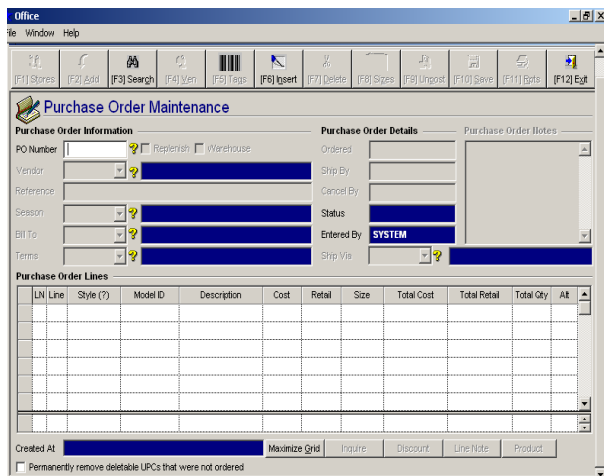 Office
File Window Help
[F1] Stores [F2] Add [F3] Search [F4] Ven [F5] Tags [F6] Insert [F7] Delete [F8] Sizes [F9] Unpost [F10] Save [F11] Rpts [F12] Exit
Purchase Order Maintenance
Purchase Order Information Purchase Order Details Purchase Order Notes
PO Number ? Replenish Warehouse Ordered
Vendor ? Ship By
Reference Cancel By
Season ? Status
Bill To ? Entered By SYSTEM
Terms ? Ship Via ?
Purchase Order Lines
LN Line Style (?) Model ID Description Cost Retail Size Total Cost Total Retail Total Qty Alt
Created At Maximize Grid Inquire Discount Line Note Product
Permanently remove deletable UPCs that were not ordered